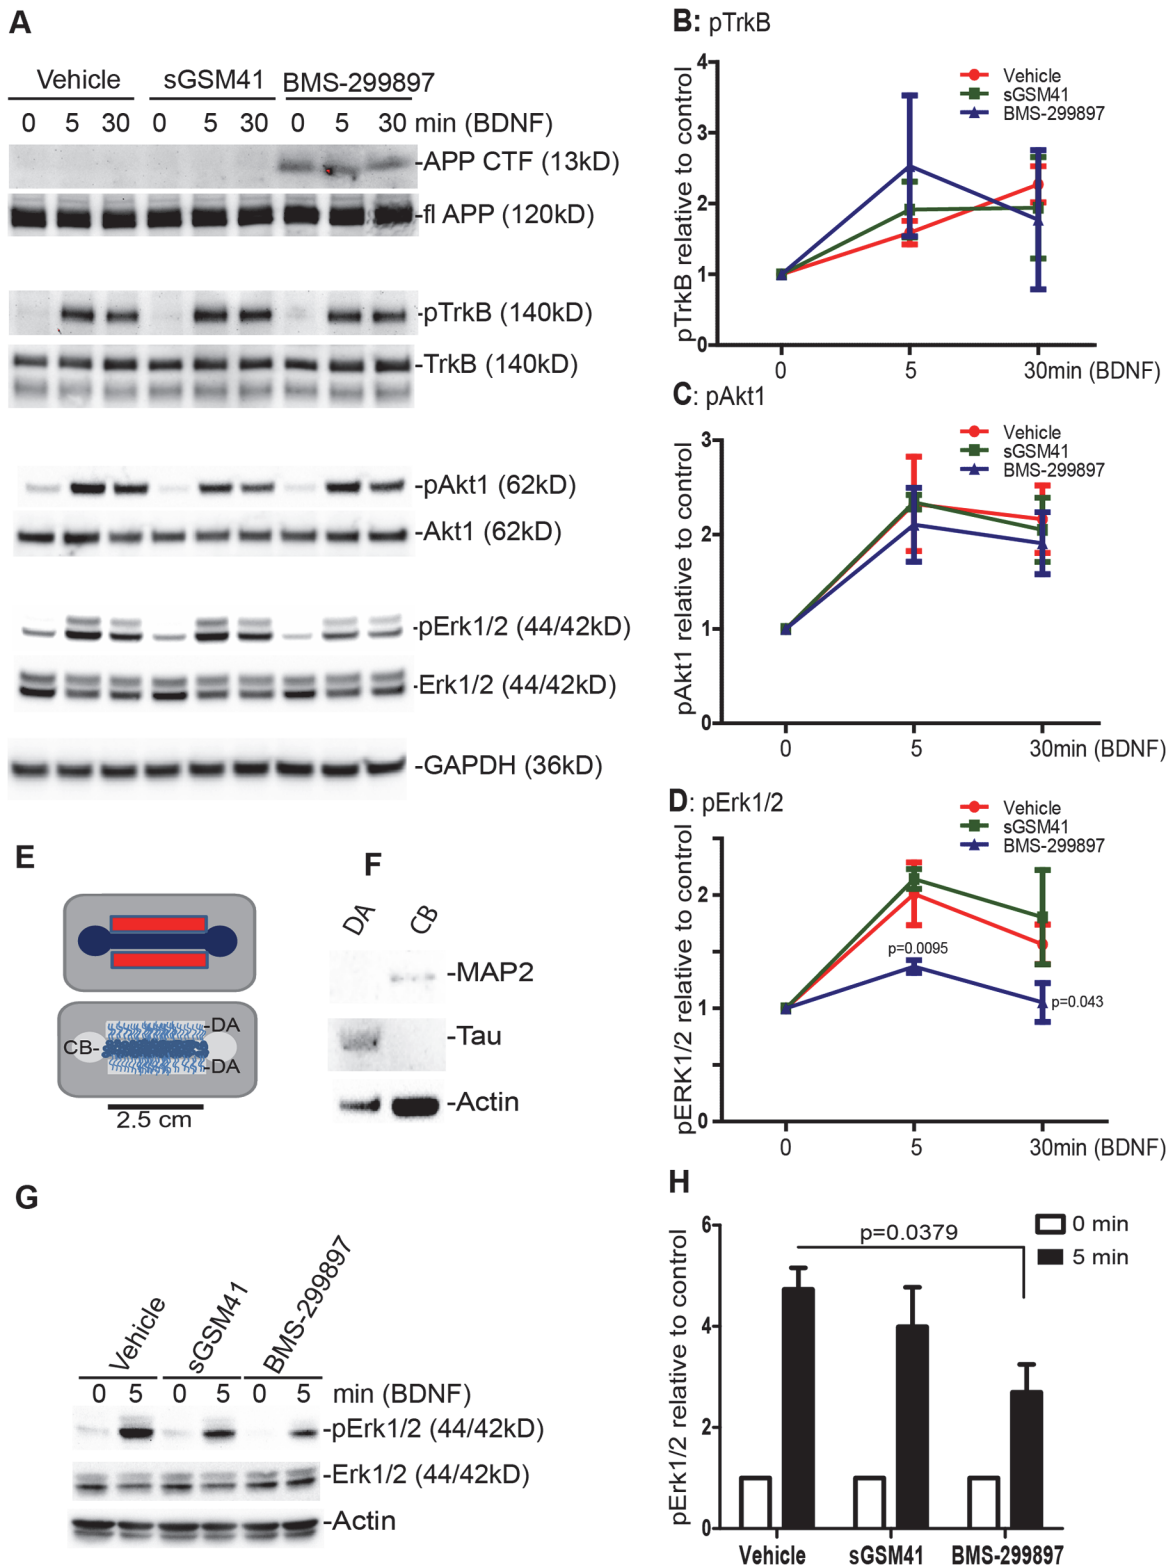 A
Vehicle sGSM41 BMS-299897
0 5 30 0 5 30 0 5 30 min (BDNF)
-APP CTF (13kD)
-fl APP (120kD)
-pTrkB (140kD)
-TrkB (140kD)
-pAkt1 (62kD)
-Akt1 (62kD)
-pErk1/2 (44/42kD)
-Erk1/2 (44/42kD)
-GAPDH (36kD)
B: pTrkB
Vehicle
sGSM41
BMS-299897
pTrkB relative to control
4
3
2
1
0
0 5 30min (BDNF)
C: pAkt1
Vehicle
sGSM41
BMS-299897
pAkt1 relative to control
3
2
1
0
0 5 30min (BDNF)
D: pErk1/2
Vehicle
sGSM41
BMS-299897
pERK1/2 relative to control
2
1
0
p=0.0095
p=0.043
0 5 30min (BDNF)
E
-DA
CB-
-DA
2.5 cm
F
DA CB
-MAP2
-Tau
-Actin
G
Vehicle sGSM41 BMS-299897
0 5 0 5 0 5 min (BDNF)
-pErk1/2 (44/42kD)
-Erk1/2 (44/42kD)
-Actin
H
0 min
5 min
p=0.0379
pErk1/2 relative to control
6
4
2
0
Vehicle sGSM41 BMS-299897